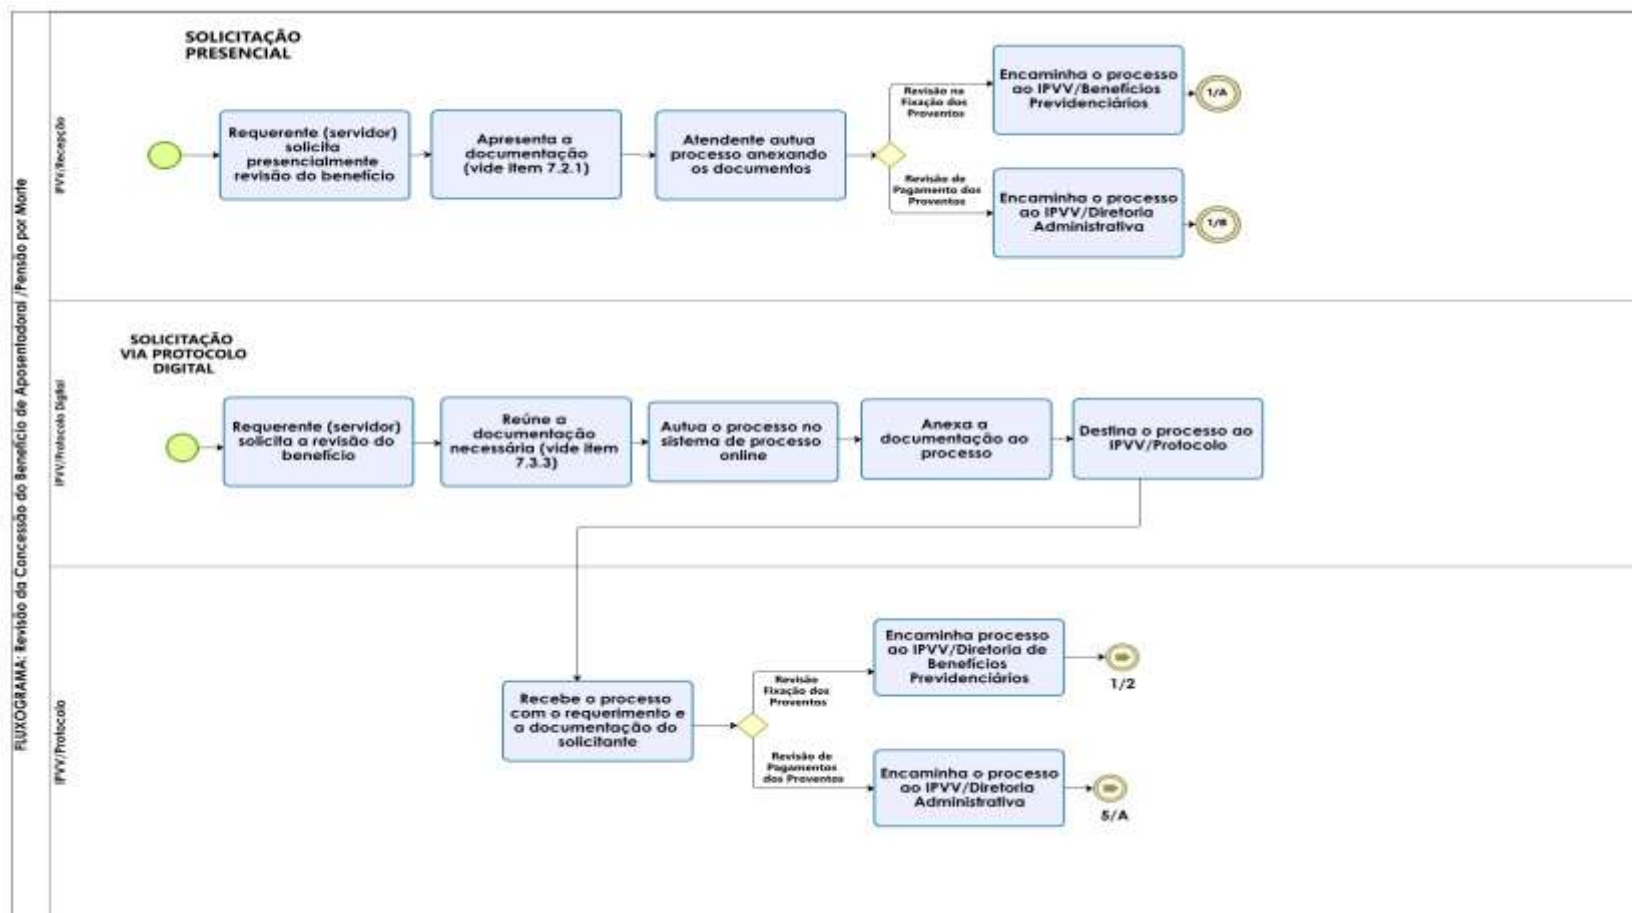 FLUXOGRAMA: Revisão da Concessão do Benefício de Aposentadoraí /Pensão por Morte
IPVV/Recepção
SOLICITAÇÃO
PRESENCIAL
Requerente (servidor)
solicita
presencialmente
revisão do benefício
Apresenta a
documentação
(vide item 7.2.1)
Atendente autua
processo anexando
os documentos
Revisão na
Fixação dos
Proventos
Encaminha o processo
ao IPVV/Benefícios
Previdenciários
1/A
Revisão de
Pagamento dos
Proventos
Encaminha o processo
ao IPVV/Diretoria
Administrativa
1/B
IPVV/Protocolo Digital
SOLICITAÇÃO
VIA PROTOCOLO
DIGITAL
Requerente (servidor)
solicita a revisão do
benefício
Reúne a
documentação
necessária (vide item
7.3.3)
Autua o processo no
sistema de processo
online
Anexa a
documentação ao
processo
Destina o processo ao
IPVV/Protocolo
IPVV/Protocolo
Recebe o processo
com o requerimento e
a documentação do
solicitante
Revisão
Fixação dos
Proventos
Encaminha processo
ao IPVV/Diretoria de
Benefícios
Previdenciários
1/2
Revisão de
Pagamentos
dos Proventos
Encaminha o processo
ao IPVV/Diretoria
Administrativa
5/A